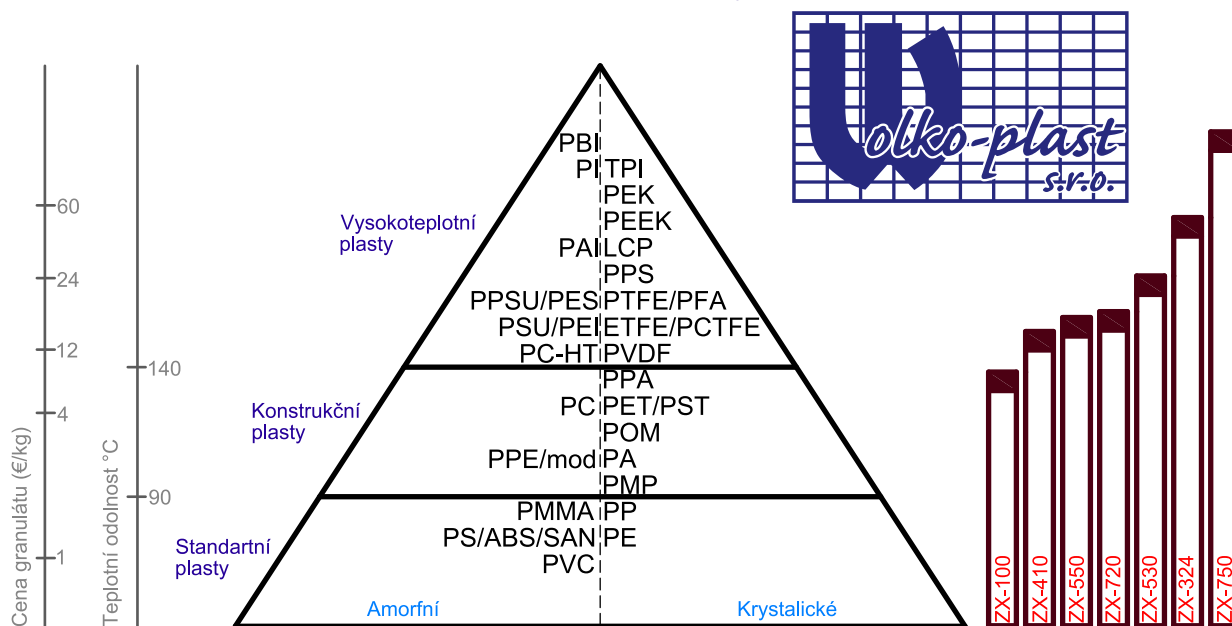 Wolko-plast
s.r.o.
Cena granulátu (€/kg)
60
24
12
4
1
Teplotní odolnost °C
140
90
Vysokoteplotní
plasty
Konstrukční
plasty
Standartní
plasty
PBI
PI TPI
PEK
PEEK
PAI LCP
PPS
PPSU/PES PTFE/PFA
PSU/PEI ETFE/PCTFE
PC-HT PVDF
PPA
PC PET/PST
POM
PPE/mod PA
PMP
PMMA PP
PS/ABS/SAN PE
PVC
Amorfní Krystalické
ZX-100
ZX-410
ZX-550
ZX-720
ZX-530
ZX-324
ZX-750